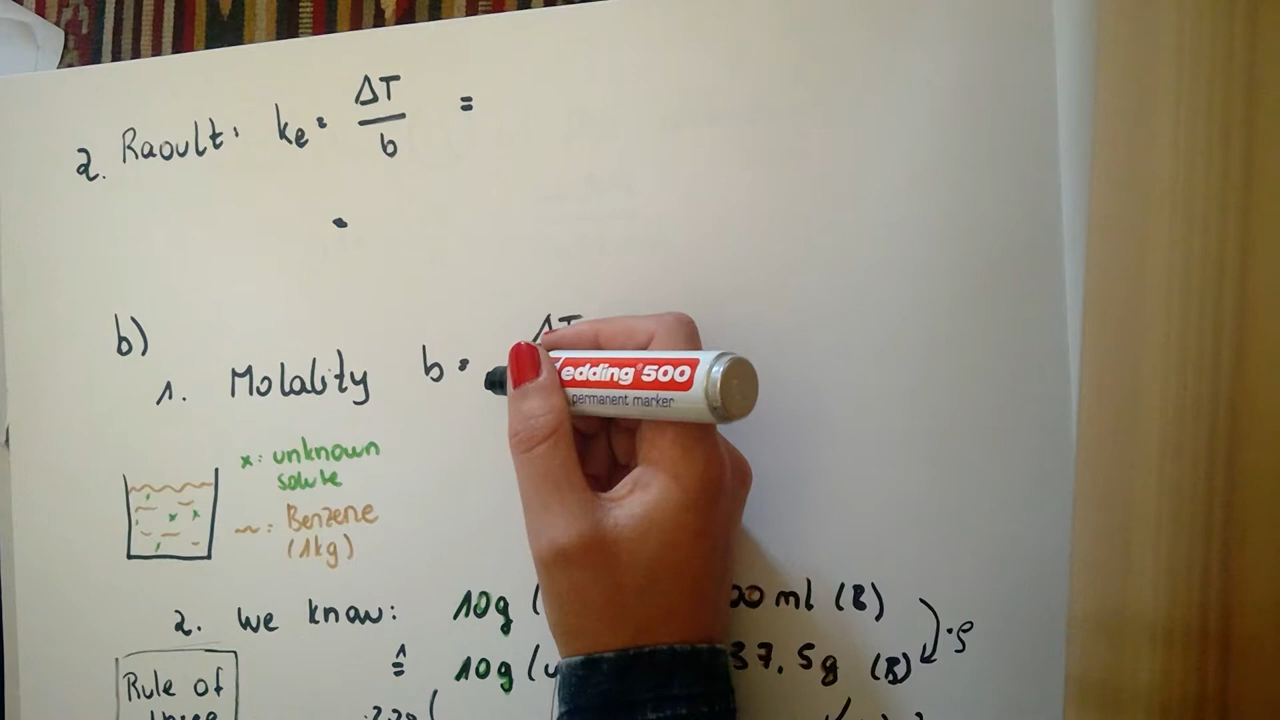 2. Raoult: ke = ΔT / b =
b)
1. Molality b = ΔT
edding 500
permanent marker
x: unknown
solute
~: Benzene
(1kg)
2. we know: 10g ( 00 ml (B)
≙ 10g (u 37,5g (B) ·ρ
Rule of
three